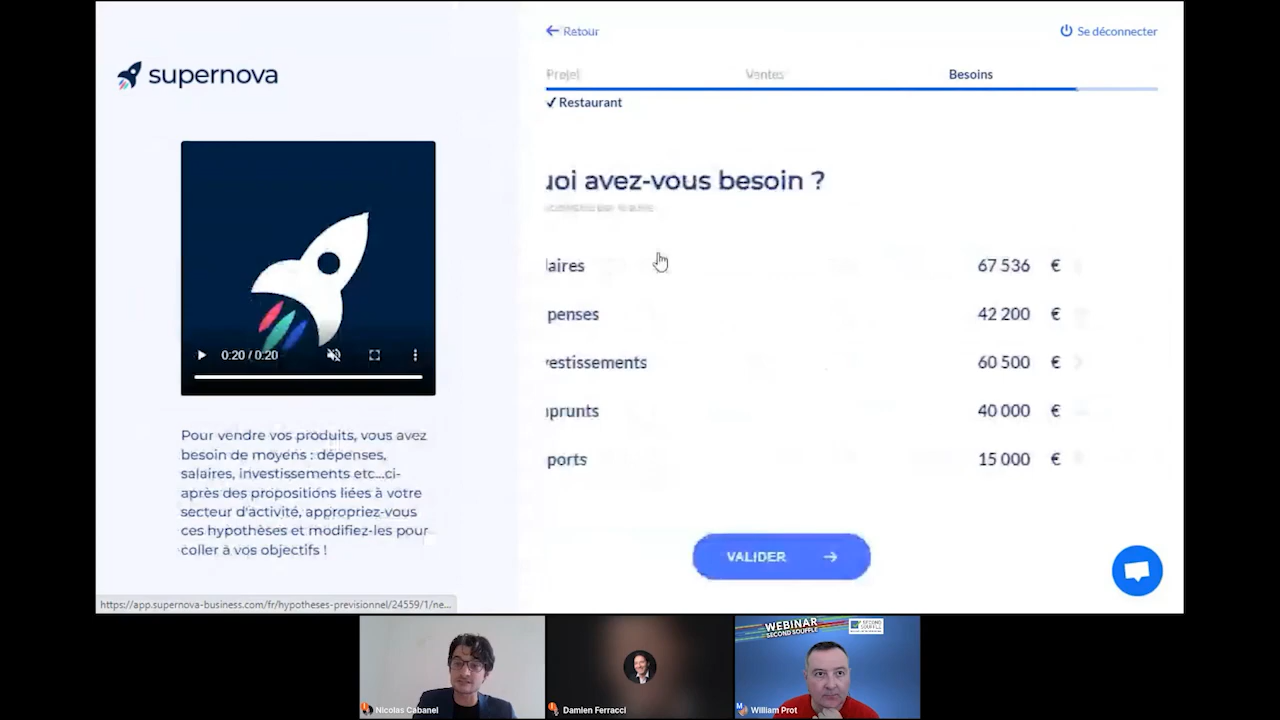 Retour
Se déconnecter
supernova
Projet
Ventes
Besoins
✓ Restaurant
uoi avez-vous besoin ?
laires
67 536 €
penses
42 200 €
vestissements
60 500 €
nprunts
40 000 €
ports
15 000 €
0:20 / 0:20
Pour vendre vos produits, vous avez
besoin de moyens : dépenses,
salaires, investissements etc...ci-
après des propositions liées à votre
secteur d'activité, appropriez-vous
ces hypothèses et modifiez-les pour
coller à vos objectifs !
VALIDER →
https://app.supernova-business.com/fr/hypotheses-previsionnel/24559/1/ne...
WEBINAR
SECOND SOUFFLE
SECOND
SOUFFLE
Nicolas Cabanel
Damien Ferracci
William Prot